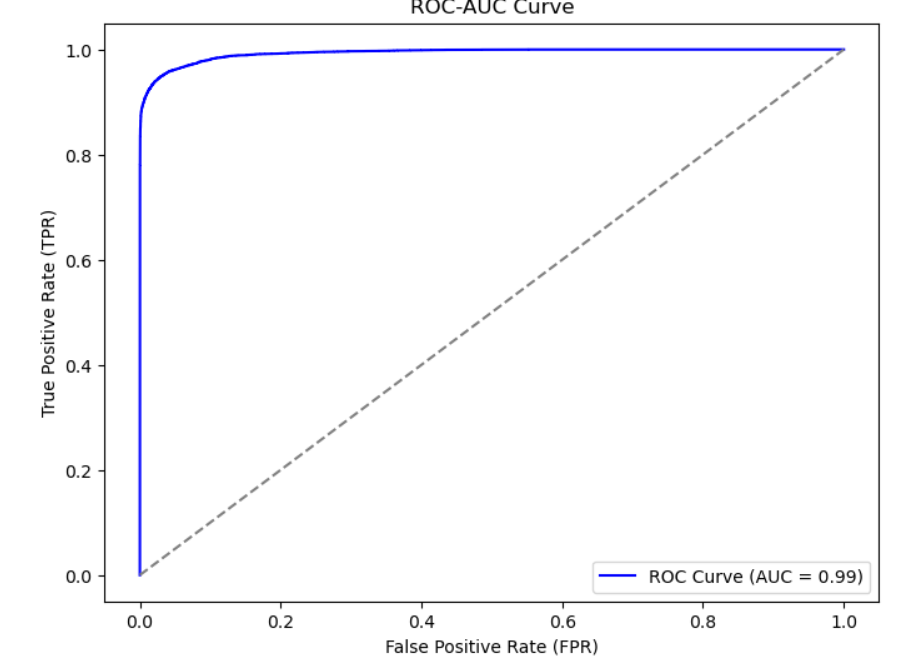 ROC-AUC Curve
True Positive Rate (TPR)
1.0
0.8
0.6
0.4
0.2
0.0
0.0 0.2 0.4 0.6 0.8 1.0
False Positive Rate (FPR)
ROC Curve (AUC = 0.99)